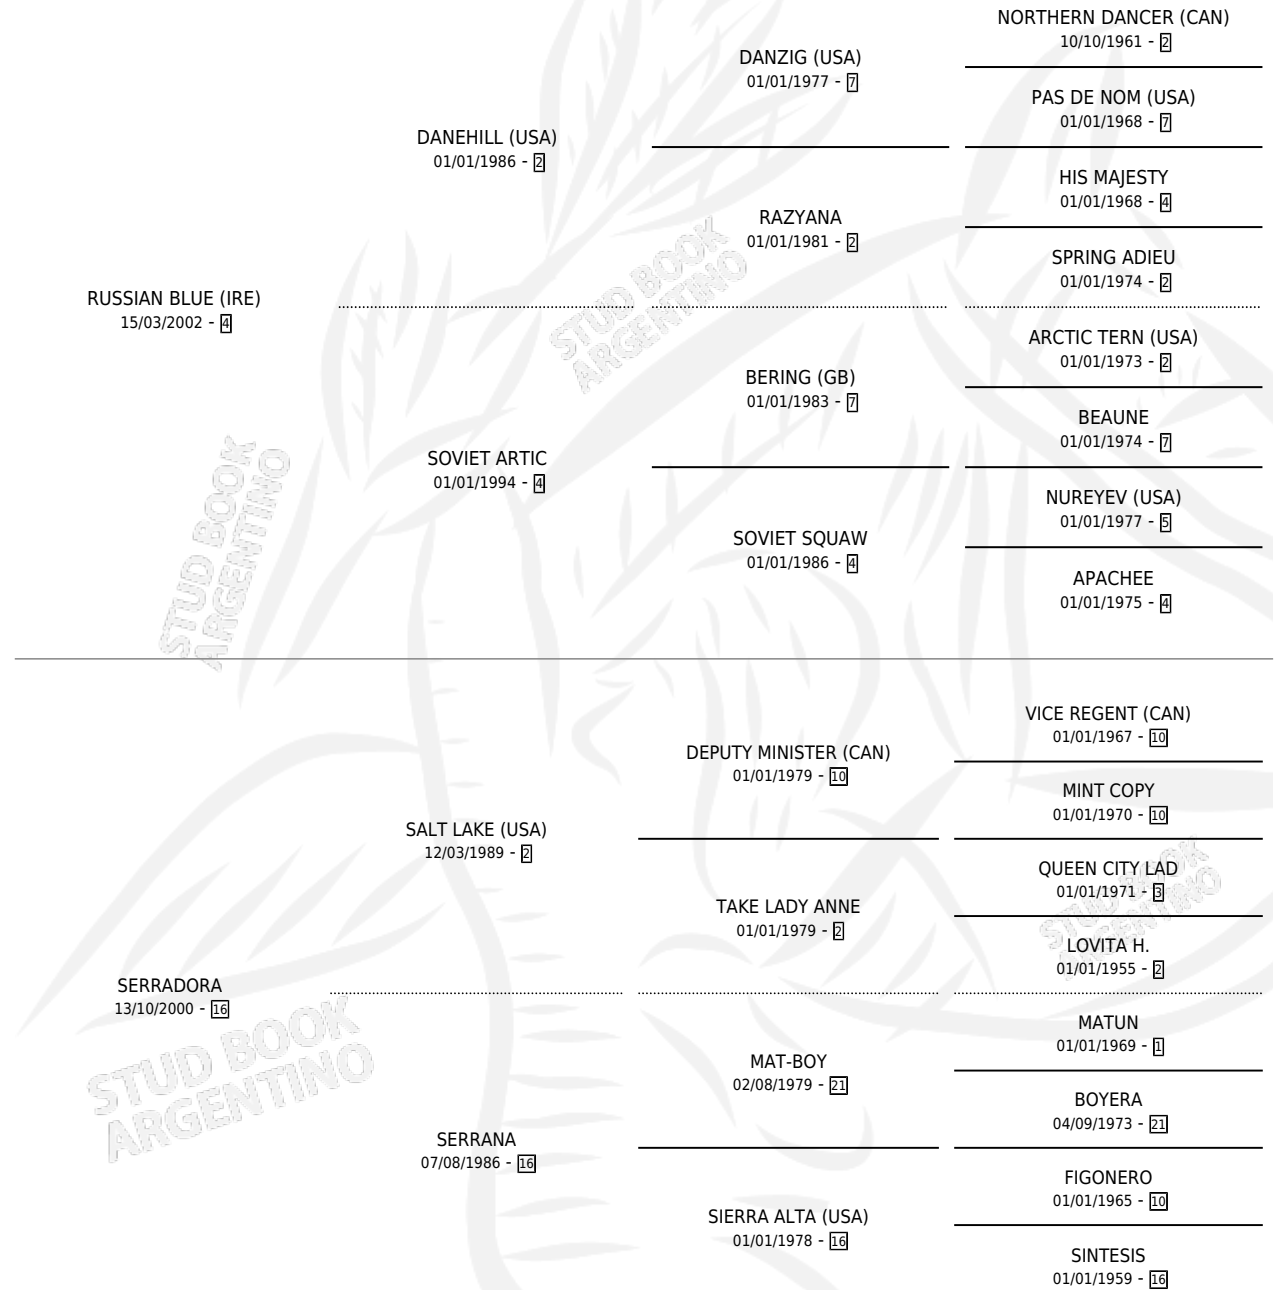 NORTHERN DANCER (CAN)
10/10/1961 - 2
DANZIG (USA)
01/01/1977 - 7
PAS DE NOM (USA)
01/01/1968 - 7
DANEHILL (USA)
01/01/1986 - 2
HIS MAJESTY
01/01/1968 - 4
RAZYANA
01/01/1981 - 2
SPRING ADIEU
01/01/1974 - 2
RUSSIAN BLUE (IRE)
15/03/2002 - 4
STUD BOOK
ARGENTINO
ARCTIC TERN (USA)
01/01/1973 - 2
BERING (GB)
01/01/1983 - 7
BEAUNE
01/01/1974 - 7
SOVIET ARTIC
01/01/1994 - 4
NUREYEV (USA)
01/01/1977 - 5
SOVIET SQUAW
01/01/1986 - 4
APACHEE
01/01/1975 - 4
STUD BOOK
ARGENTINO
VICE REGENT (CAN)
01/01/1967 - 10
DEPUTY MINISTER (CAN)
01/01/1979 - 10
MINT COPY
01/01/1970 - 10
SALT LAKE (USA)
12/03/1989 - 2
QUEEN CITY LAD
01/01/1971 - 3
TAKE LADY ANNE
01/01/1979 - 2
LOVITA H.
01/01/1955 - 2
STUD BOOK
ARGENTINO
SERRADORA
13/10/2000 - 16
MATUN
01/01/1969 - 1
MAT-BOY
02/08/1979 - 21
BOYERA
04/09/1973 - 21
STUD BOOK
ARGENTINO
SERRANA
07/08/1986 - 16
FIGONERO
01/01/1965 - 10
SIERRA ALTA (USA)
01/01/1978 - 16
SINTESIS
01/01/1959 - 16